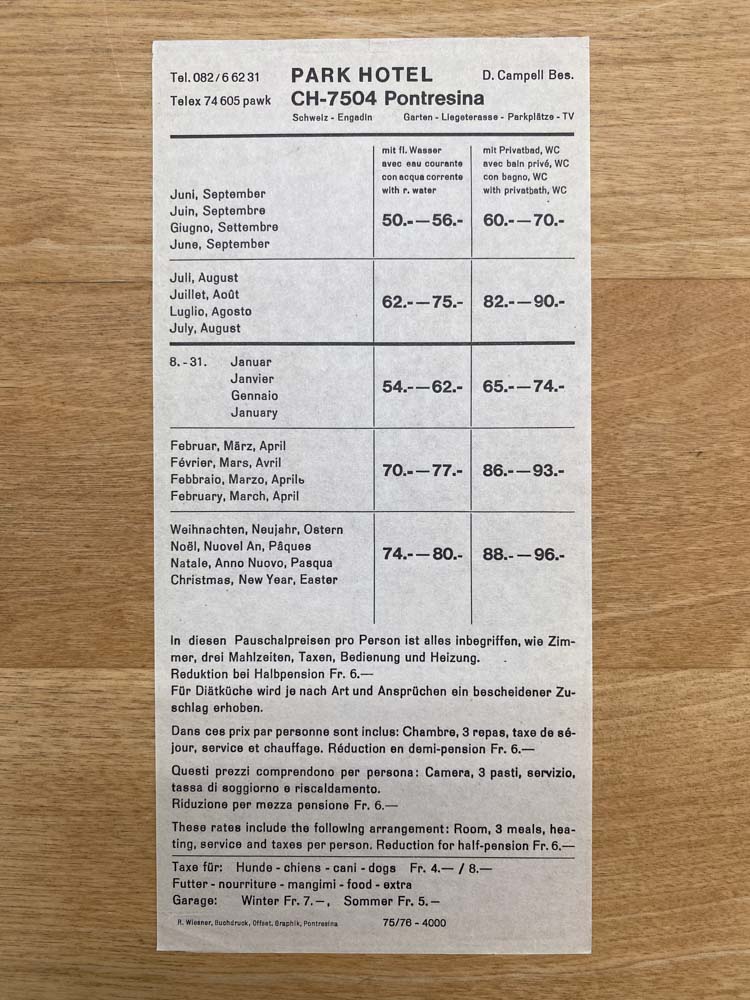 Tel. 082/6 62 31 PARK HOTEL D. Campell Bes.
Telex 74 605 pawk CH-7504 Pontresina
Schweiz - Engadin Garten - Liegeterasse - Parkplätze - TV
mit fl. Wasser mit Privatbad, WC
avec eau courante avec bain privé, WC
con acqua corrente con bagno, WC
with r. water with privatbath, WC
Juni, September
Juin, Septembre
Giugno, Settembre
June, September
50.-—56.- 60.-—70.-
Juli, August
Juillet, Août
Luglio, Agosto
July, August
62.-—75.- 82.-—90.-
8.-31. Januar
Janvier
Gennaio
January
54.-—62.- 65.-—74.-
Februar, März, April
Février, Mars, Avril
Febbraio, Marzo, Aprile
February, March, April
70.-—77.- 86.-—93.-
Weihnachten, Neujahr, Ostern
Noël, Nuovel An, Pâques
Natale, Anno Nuovo, Pasqua
Christmas, New Year, Easter
74.-—80.- 88.-—96.-
In diesen Pauschalpreisen pro Person ist alles inbegriffen, wie Zim-
mer, drei Mahlzeiten, Taxen, Bedienung und Heizung.
Reduktion bei Halbpension Fr. 6.—
Für Diätküche wird je nach Art und Ansprüchen ein bescheidener Zu-
schlag erhoben.
Dans ces prix par personne sont inclus: Chambre, 3 repas, taxe de sé-
jour, service et chauffage. Réduction en demi-pension Fr. 6.—
Questi prezzi comprendono per persona: Camera, 3 pasti, servizio,
tassa di soggiorno e riscaldamento.
Riduzione per mezza pensione Fr. 6.—
These rates include the following arrangement: Room, 3 meals, hea-
ting, service and taxes per person. Reduction for half-pension Fr. 6.—
Taxe für: Hunde - chiens - cani - dogs Fr. 4.— / 8.—
Futter - nourriture - mangimi - food - extra
Garage: Winter Fr. 7.—, Sommer Fr. 5.—
R. Wiesner, Buchdruck, Offset, Graphik, Pontresina 75/76 - 4000